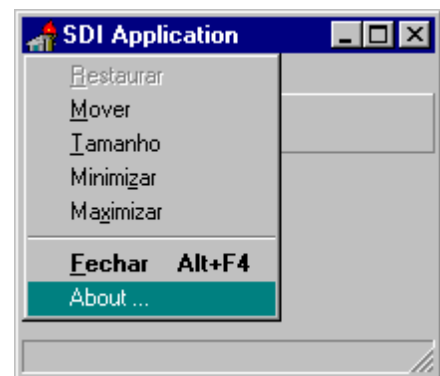 SDI Application
Restaurar
Mover
Tamanho
Minimizar
Maximizar
Fechar Alt+F4
About ...